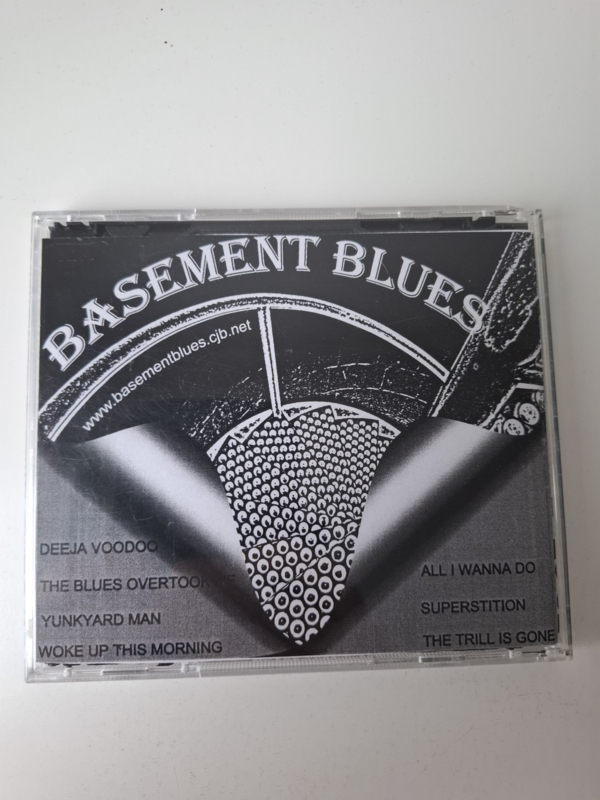 BASEMENT BLUES
www.basementblues.cjb.net
DEEJA VOODOO
THE BLUES OVERTOOK ME
YUNKYARD MAN
WOKE UP THIS MORNING
ALL I WANNA DO
SUPERSTITION
THE TRILL IS GONE